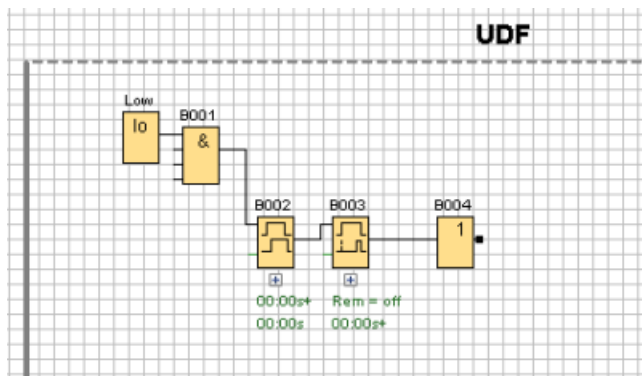 UDF
Low
lo
B001
&
B002
B003
B004
1
00:00s+
Rem = off
00:00s
00:00s+